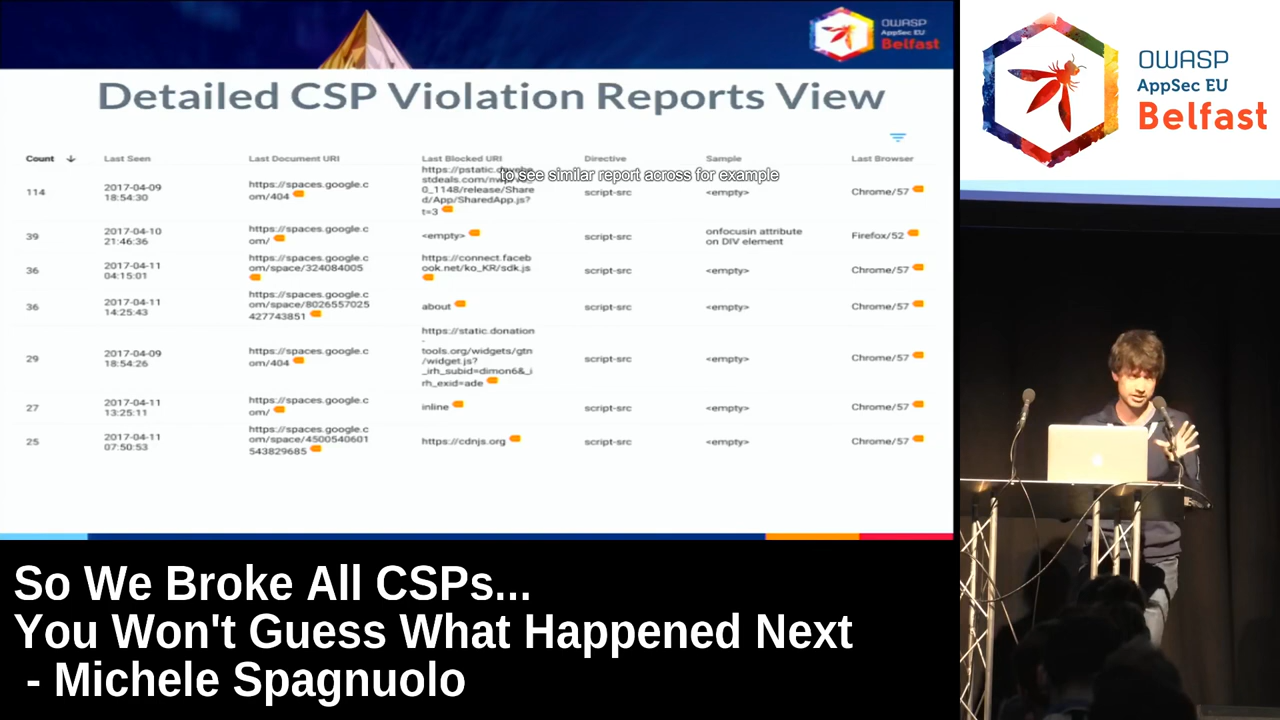 OWASP
AppSec EU
Belfast
Detailed CSP Violation Reports View
Count Last Seen Last Document URI Last Blocked URI Directive Sample Last Browser
to see similar report across for example
114
2017-04-09
18:54:30
https://spaces.google.c
om/404
stdeals.com/
0_1148/release/Share
d/App/SharedApp.js?
t=3
script-src
<empty>
Chrome/57
39
2017-04-10
21:46:36
https://spaces.google.c
om/
<empty>
script-src
onfocusin attribute
on DIV element
Firefox/52
36
2017-04-11
04:15:01
https://spaces.google.c
om/space/324084005
https://connect.faceb
ook.net/ko_KR/sdk.js
script-src
<empty>
Chrome/57
36
2017-04-11
14:25:43
https://spaces.google.c
om/space/8026557025
427743851
about
script-src
<empty>
Chrome/57
29
2017-04-09
18:54:26
https://spaces.google.c
om/404
https://static.donation
-
tools.org/widgets/gtn
/widget.js?
_irh_subid=dimon6&_i
rh_exid=ade
script-src
<empty>
Chrome/57
27
2017-04-11
13:25:11
https://spaces.google.c
om/
inline
script-src
<empty>
Chrome/57
25
2017-04-11
07:50:53
https://spaces.google.c
om/space/4500540601
543829685
https://cdnjs.org
script-src
<empty>
Chrome/57
OWASP
AppSec EU
Belfast
So We Broke All CSPs...
You Won't Guess What Happened Next
- Michele Spagnuolo